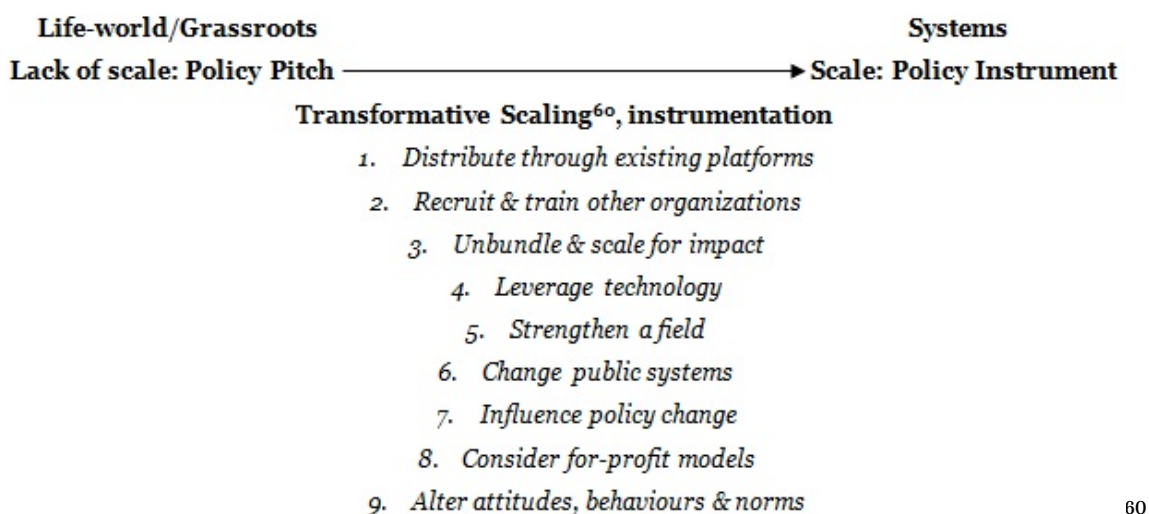 Life-world/Grassroots Systems
Lack of scale: Policy Pitch Scale: Policy Instrument
Transformative Scaling⁶⁰, instrumentation
1. Distribute through existing platforms
2. Recruit & train other organizations
3. Unbundle & scale for impact
4. Leverage technology
5. Strengthen a field
6. Change public systems
7. Influence policy change
8. Consider for-profit models
9. Alter attitudes, behaviours & norms
60